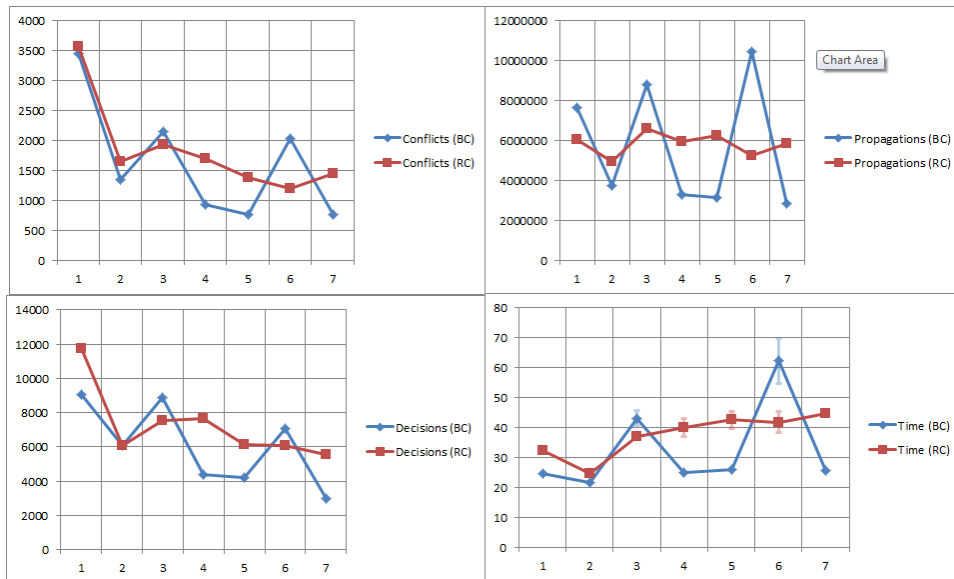 4000
3500
3000
2500
2000
1500
1000
500
0
1 2 3 4 5 6 7
Conflicts (BC)
Conflicts (RC)
12000000
10000000
8000000
6000000
4000000
2000000
0
1 2 3 4 5 6 7
Chart Area
Propagations (BC)
Propagations (RC)
14000
12000
10000
8000
6000
4000
2000
0
1 2 3 4 5 6 7
Decisions (BC)
Decisions (RC)
80
70
60
50
40
30
20
10
0
1 2 3 4 5 6 7
Time (BC)
Time (RC)